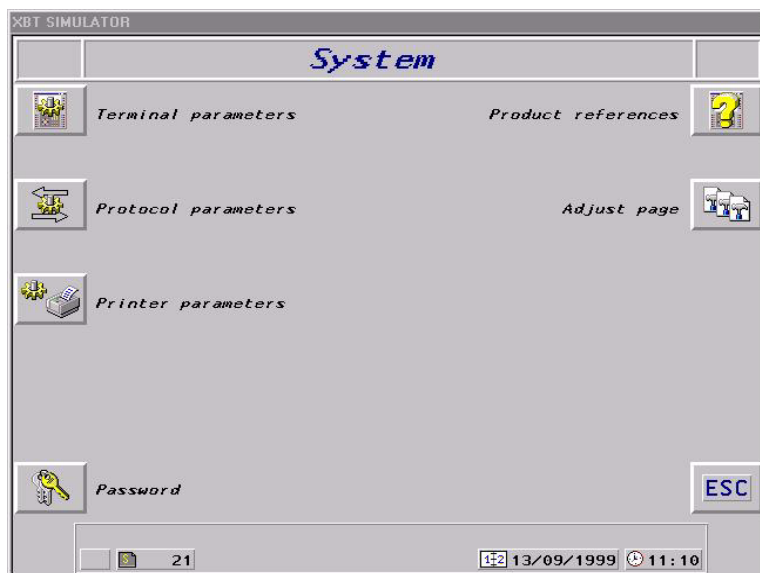 XBT SIMULATOR
System
Terminal parameters Product references
Protocol parameters Adjust page
Printer parameters
Password ESC
21 13/09/1999 11:10